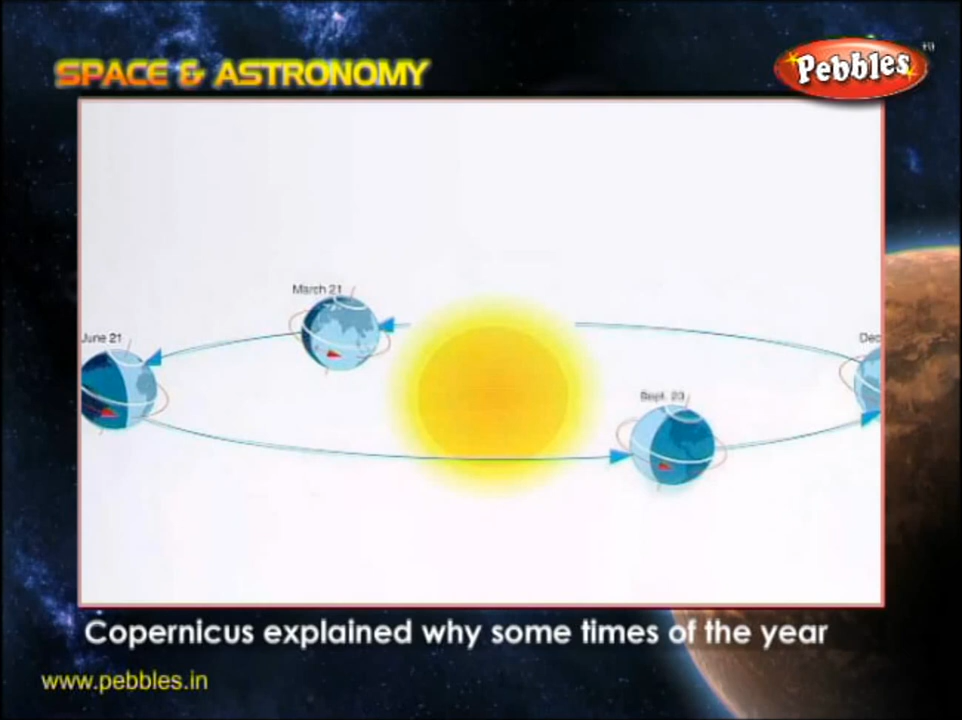 SPACE & ASTRONOMY
Pebbles
March 21
June 21
Dec
Sept. 23
Copernicus explained why some times of the year
www.pebbles.in